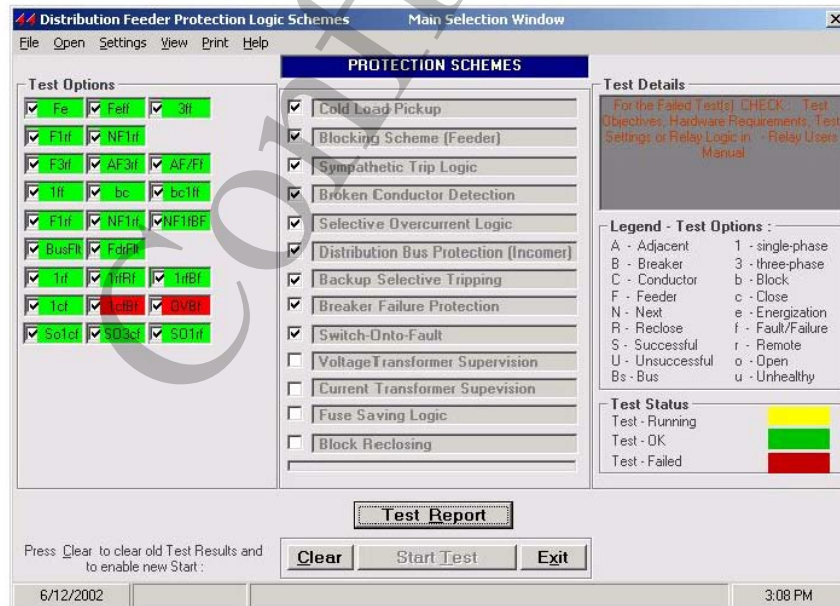 Distribution Feeder Protection Logic Schemes Main Selection Window
File Open Settings View Print Help
PROTECTION SCHEMES
Test Options
Fe Feff 3ff
F1rf NF1rf
F3rf AF3rf AF/Ff
1ff bc bc1ff
F1rf NF1rf NF1fBF
BusFlt FdrFlt
1rf 1rfRf 1rfBf
1cf 1cfBf OVBf
So1cf SO3cf SO1rf
Cold Load Pickup
Blocking Scheme (Feeder)
Sympathetic Trip Logic
Broken Conductor Detection
Selective Overcurrent Logic
Distribution Bus Protection (Incomer)
Backup Selective Tripping
Breaker Failure Protection
Switch-Onto-Fault
VoltageTransformer Supervision
Current Transformer Supevision
Fuse Saving Logic
Block Reclosing
Test Details
For the Failed Test(s) CHECK : Test
Objectives, Hardware Requirements, Test
Settings or Relay Logic in - Relay Users
Manual
Legend - Test Options :
A - Adjacent 1 - single-phase
B - Breaker 3 - three-phase
C - Conductor b - Block
F - Feeder c - Close
N - Next e - Energization
R - Reclose f - Fault/Failure
S - Successful r - Remote
U - Unsuccessful o - Open
Bs - Bus u - Unhealthy
Test Status
Test - Running
Test - OK
Test - Failed
Test Report
Press Clear to clear old Test Results and
to enable new Start :
Clear Start Test Exit
6/12/2002 3:08 PM